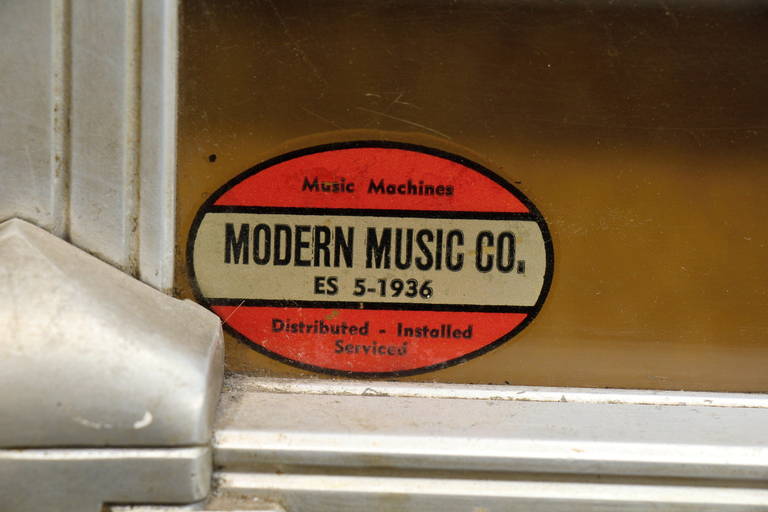 Music Machines
MODERN MUSIC CO.
ES 5-1936
Distributed - Installed
Serviced